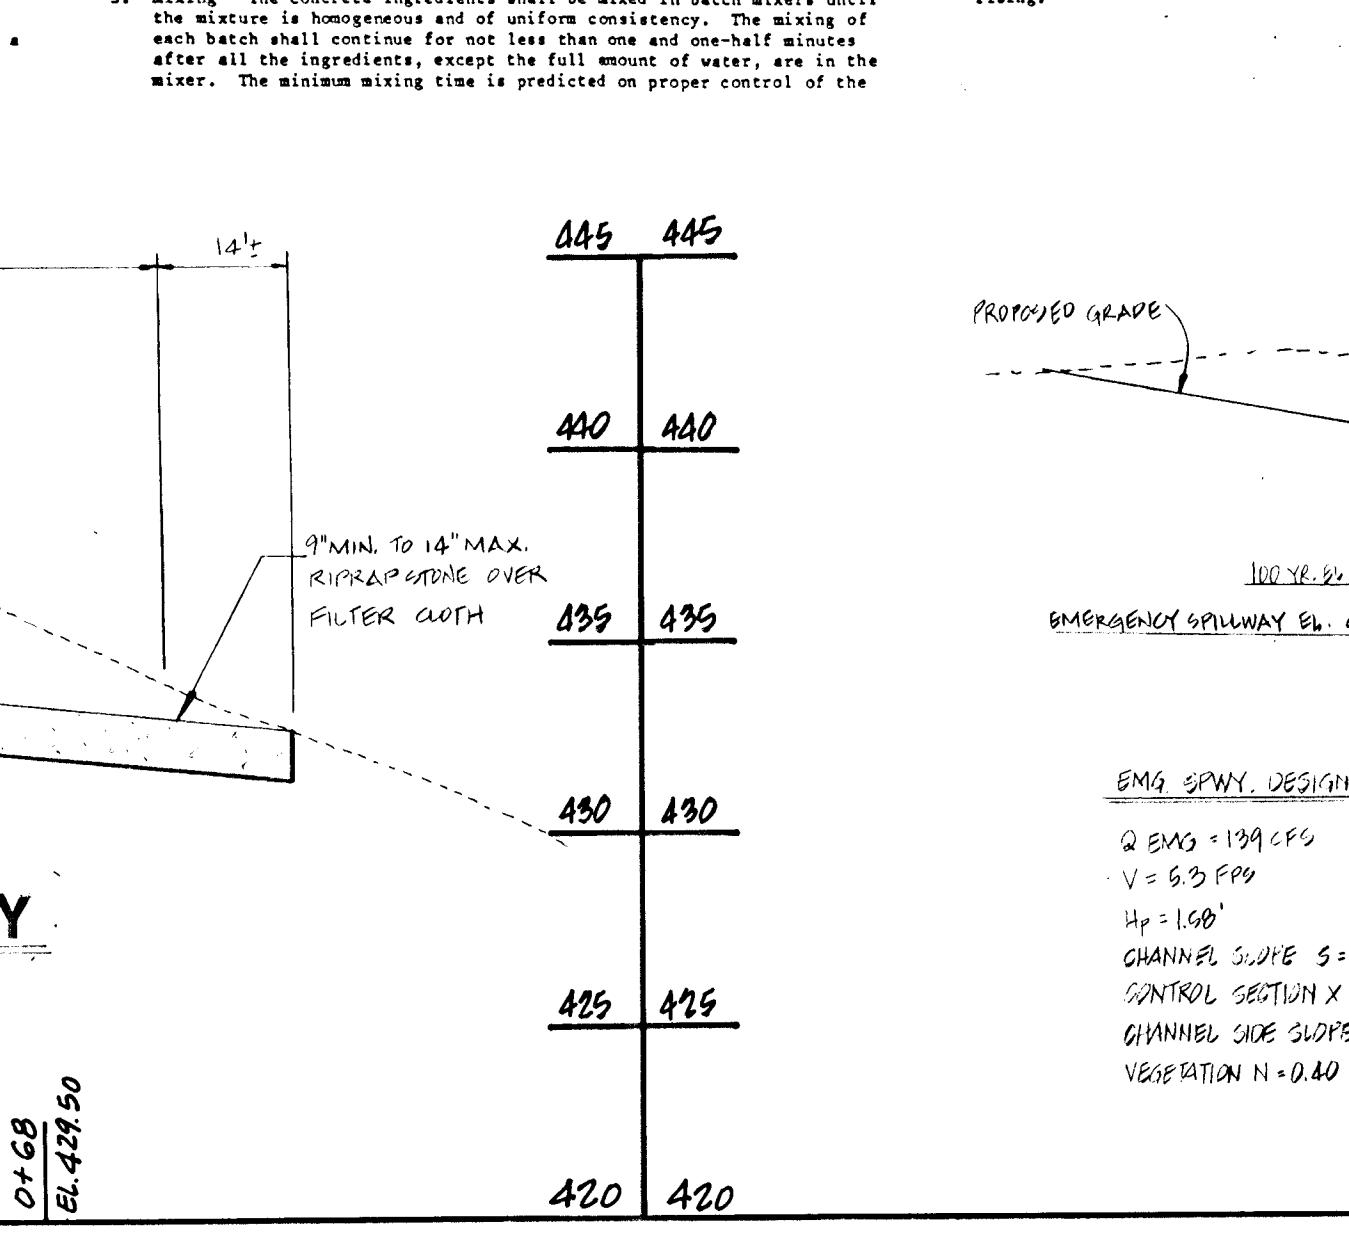 the mixture is homogeneous and of uniform consistency. The mixing of
each batch shall continue for not less than one and one-half minutes
after all the ingredients, except the full amount of water, are in the
mixer. The minimum mixing time is predicted on proper control of the
14'±
445 445
PROPOSED GRADE
440 440
9" MIN. TO 14" MAX.
RIPRAP STONE OVER
FILTER CLOTH
100 YR. EL.
435 435
EMERGENCY SPILLWAY EL.
EMG. SPWY. DESIGN
430 430
Q EMG = 139 CFS
V = 5.3 FPS
Y
Hp = 1.58'
CHANNEL SLOPE S =
425 425
CONTROL SECTION X
CHANNEL SIDE SLOPE
VEGETATION N = 0.40
0+68
EL. 429.50
420 420